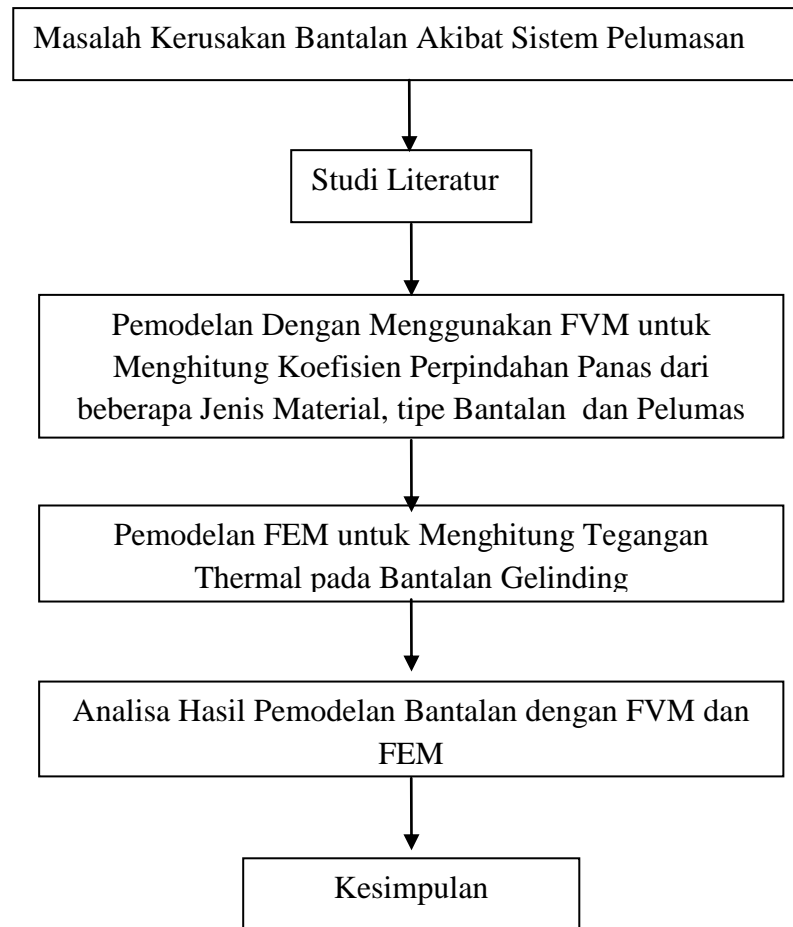 Masalah Kerusakan Bantalan Akibat Sistem Pelumasan
Studi Literatur
Pemodelan Dengan Menggunakan FVM untuk
Menghitung Koefisien Perpindahan Panas dari
beberapa Jenis Material, tipe Bantalan dan Pelumas
Pemodelan FEM untuk Menghitung Tegangan
Thermal pada Bantalan Gelinding
Analisa Hasil Pemodelan Bantalan dengan FVM dan
FEM
Kesimpulan